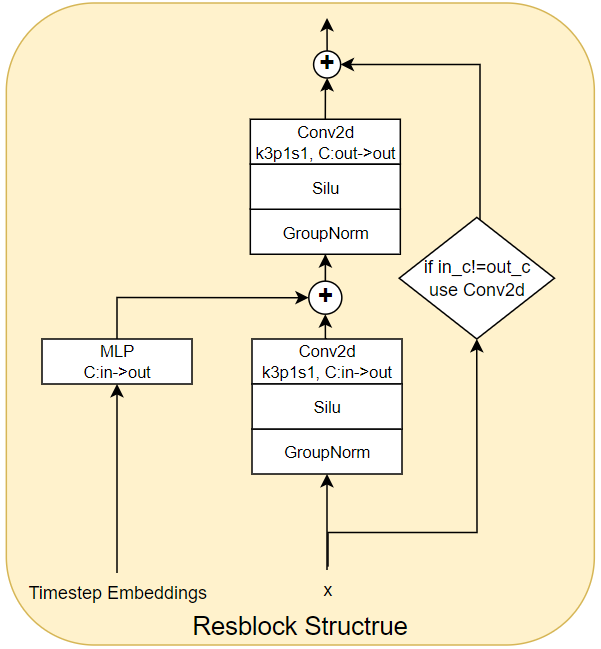 Conv2d
k3p1s1, C:out->out
Silu
GroupNorm
if in_c!=out_c
use Conv2d
MLP
C:in->out
Conv2d
k3p1s1, C:in->out
Silu
GroupNorm
Timestep Embeddings
x
Resblock Structrue